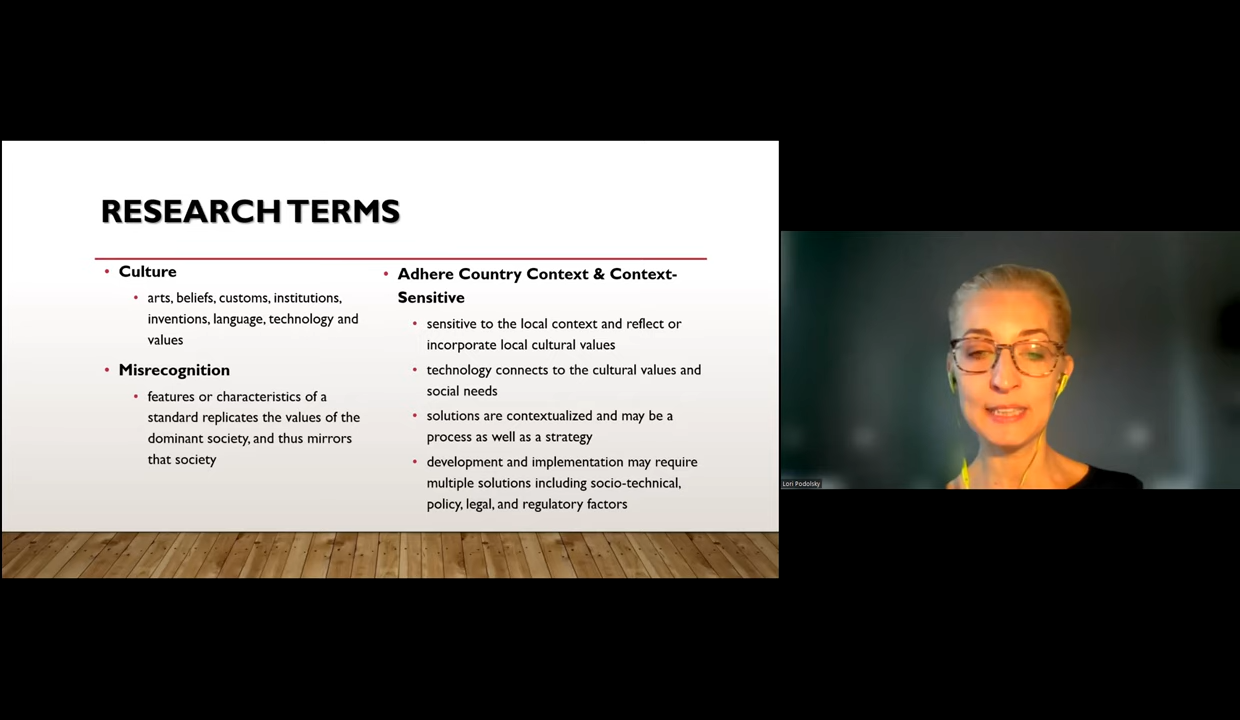 RESEARCH TERMS
• Culture
• arts, beliefs, customs, institutions,
inventions, language, technology and
values
• Misrecognition
• features or characteristics of a
standard replicates the values of the
dominant society, and thus mirrors
that society
• Adhere Country Context & Context-
Sensitive
• sensitive to the local context and reflect or
incorporate local cultural values
• technology connects to the cultural values and
social needs
• solutions are contextualized and may be a
process as well as a strategy
• development and implementation may require
multiple solutions including socio-technical,
policy, legal, and regulatory factors
Lori Podolsky